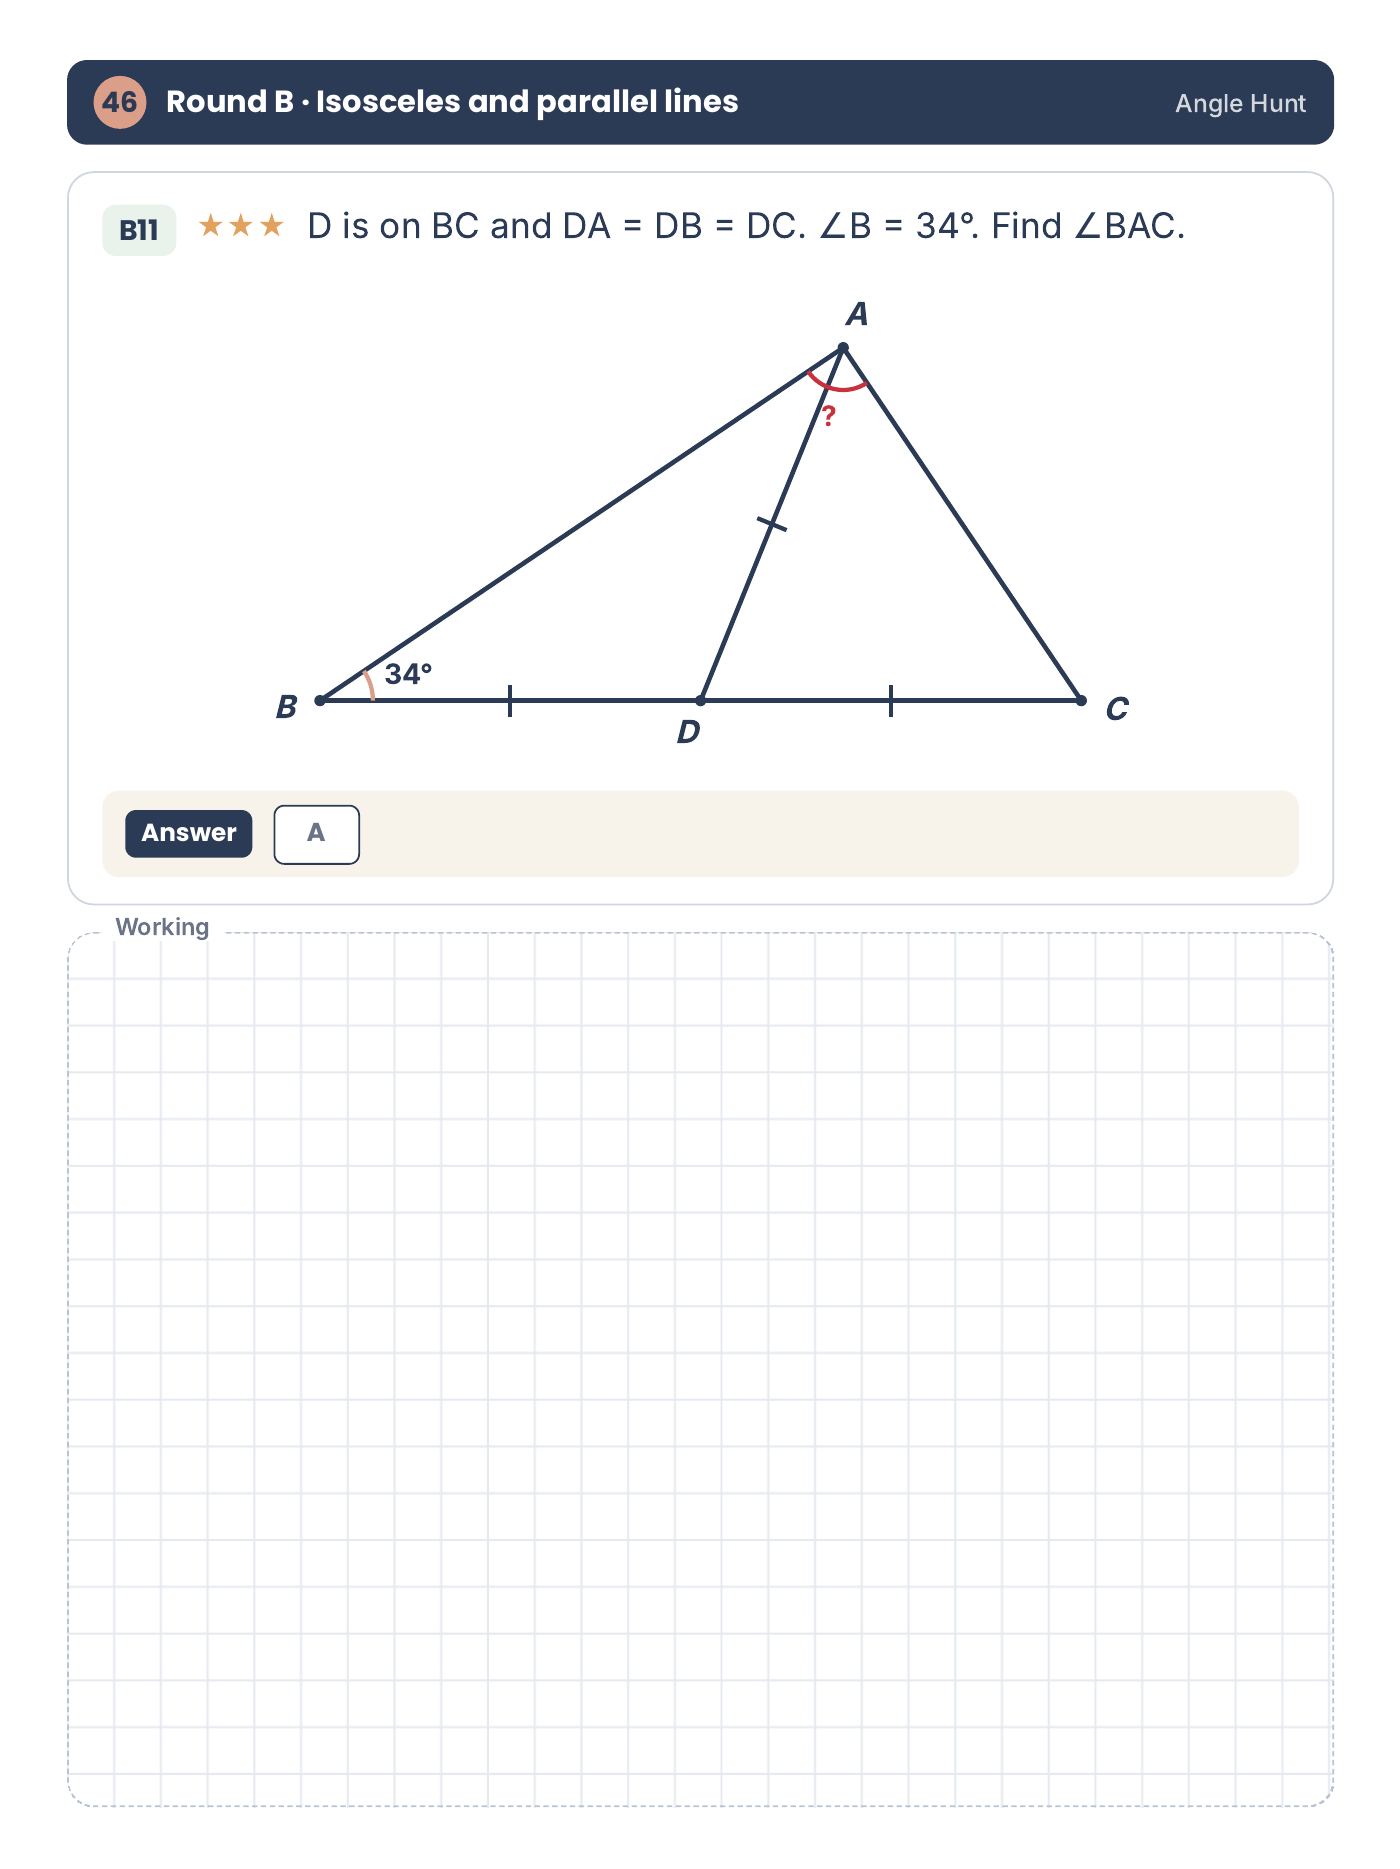 46 Round B · Isosceles and parallel lines Angle Hunt
B11 ★★★ D is on BC and DA = DB = DC. ∠B = 34°. Find ∠BAC.
A
?
34°
B
D
C
Answer A
Working